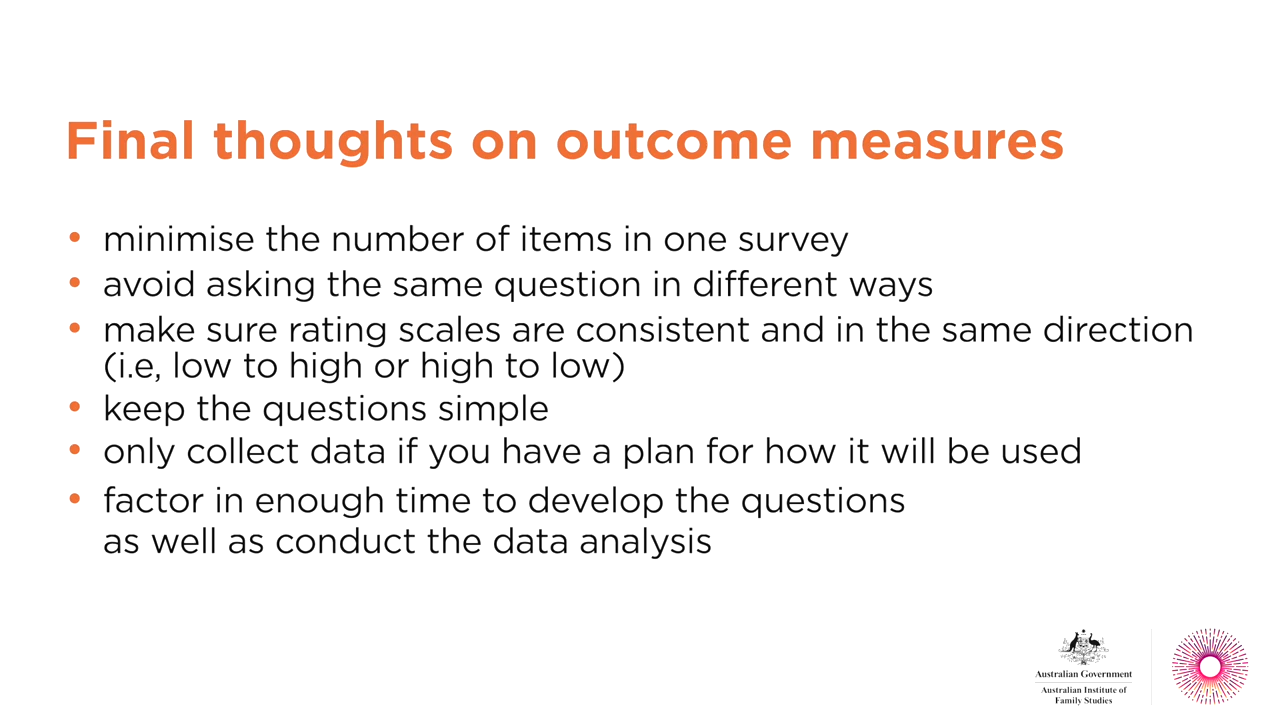 Final thoughts on outcome measures
• minimise the number of items in one survey
• avoid asking the same question in different ways
• make sure rating scales are consistent and in the same direction
(i.e, low to high or high to low)
• keep the questions simple
• only collect data if you have a plan for how it will be used
• factor in enough time to develop the questions
as well as conduct the data analysis
Australian Government
Australian Institute of
Family Studies